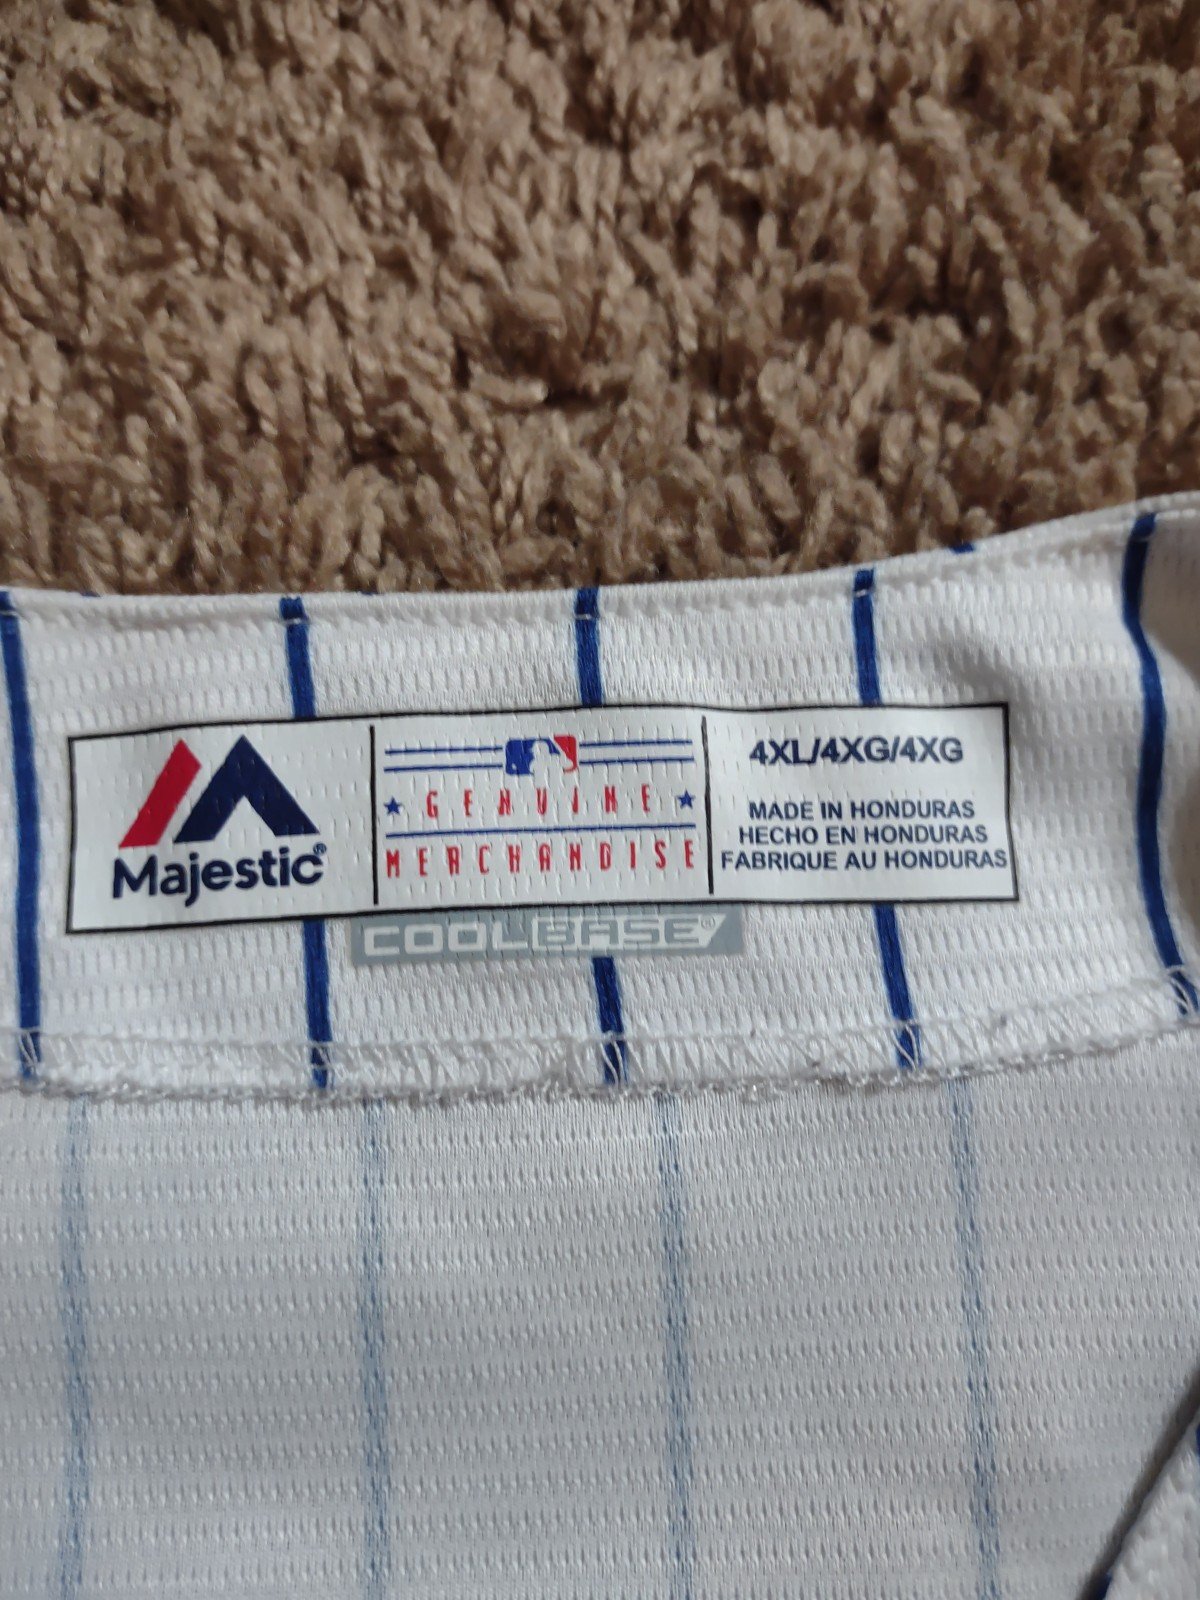 Majestic®
GENUINE
MERCHANDISE
4XL/4XG/4XG
MADE IN HONDURAS
HECHO EN HONDURAS
FABRIQUE AU HONDURAS
COOLBASE®